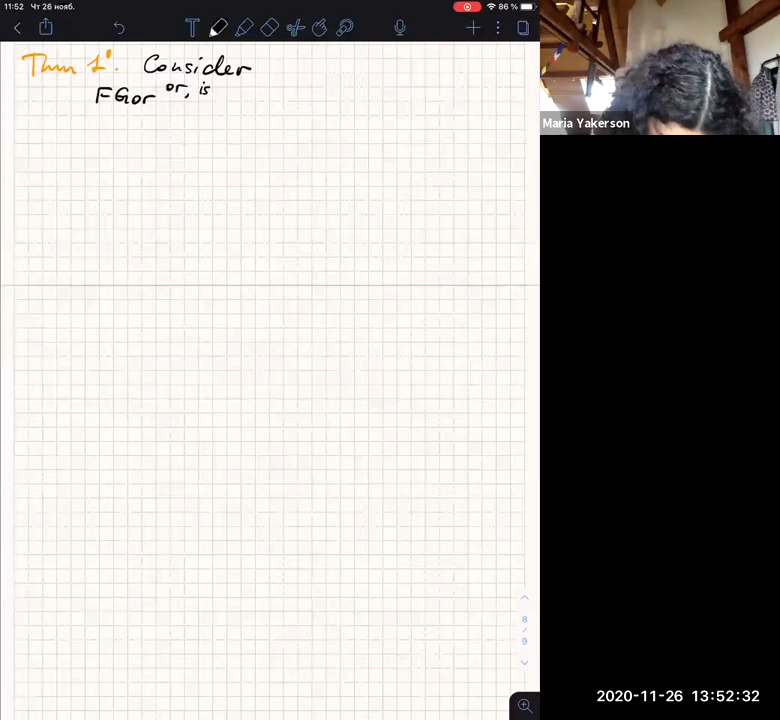 11:52 Чт 26 нояб.
86 %
Thm 1'. Consider
FGor or, is
Maria Yakerson
8
/
9
2020-11-26 13:52:32